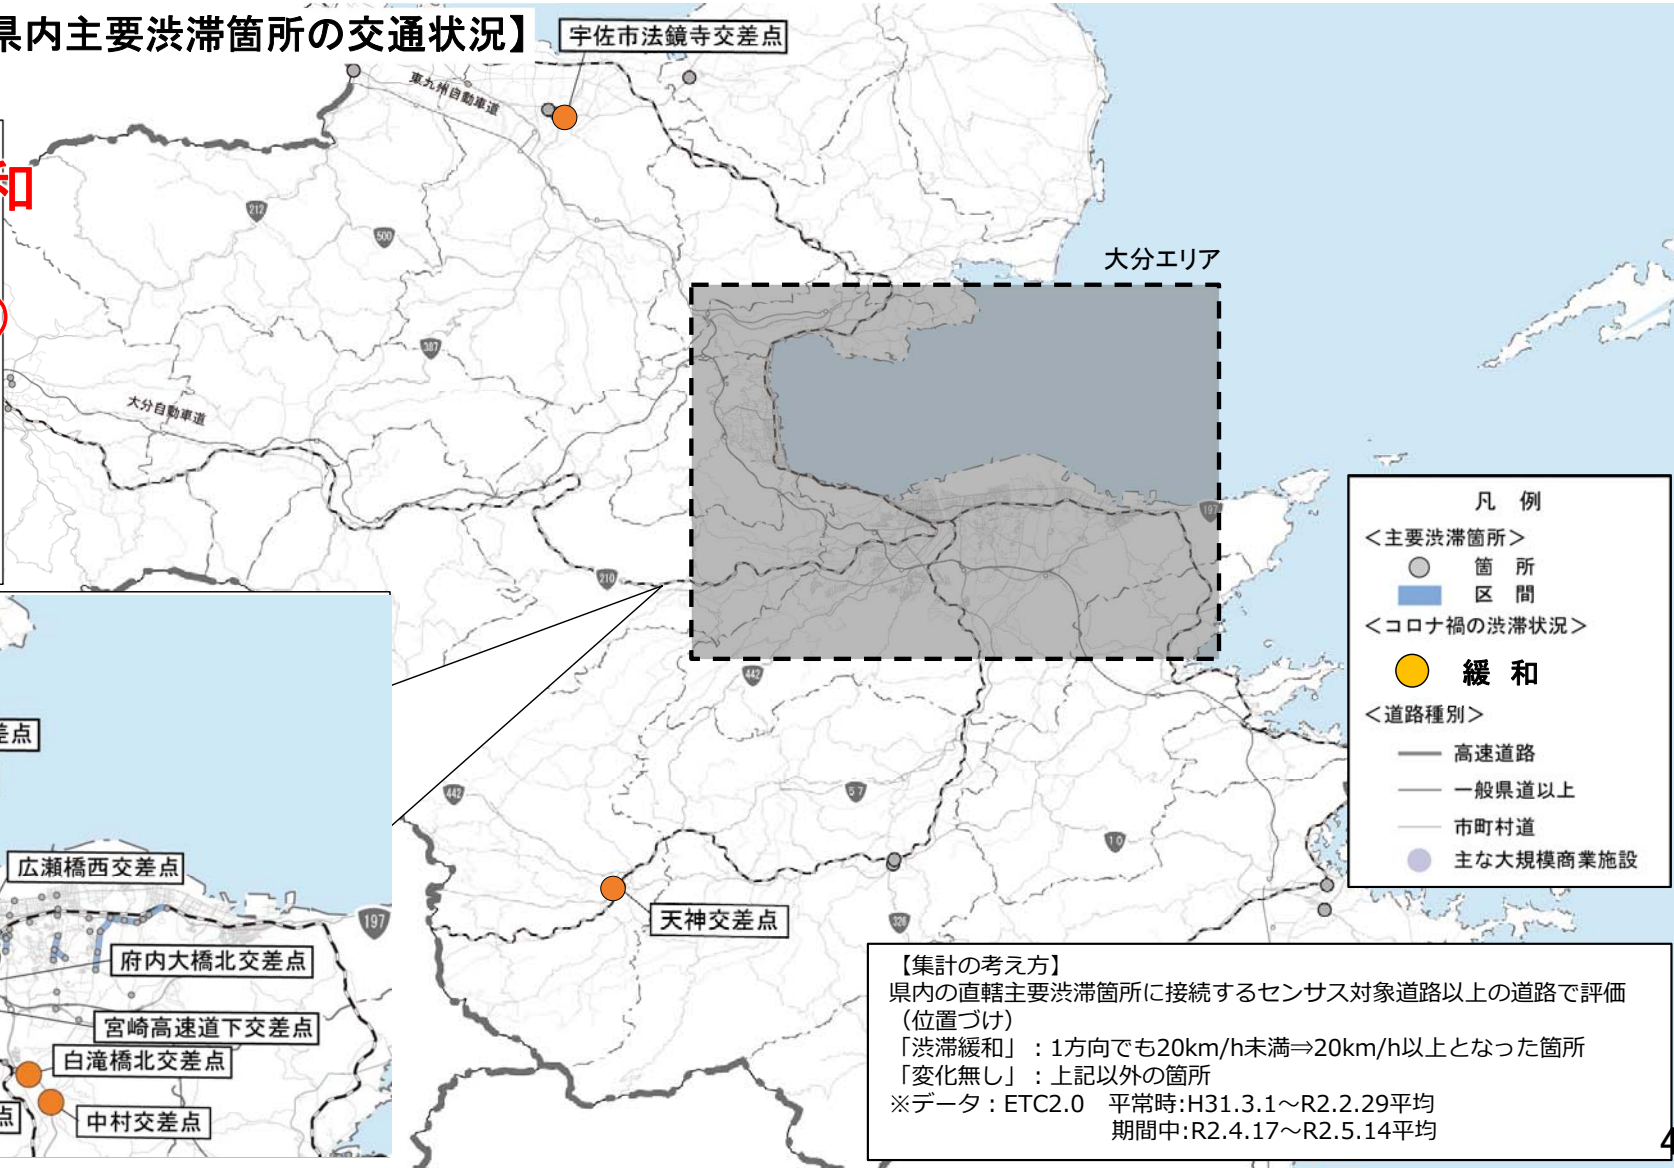 県内主要渋滞箇所の交通状況】
宇佐市法鏡寺交差点
東九州自動車道
和
212
500
大分エリア
387
大分自動車道
197
凡 例
＜主要渋滞箇所＞
箇 所
区 間
＜コロナ禍の渋滞状況＞
緩 和
＜道路種別＞
高速道路
一般県道以上
市町村道
主な大規模商業施設
210
442
442
57
10
326
差点
広瀬橋西交差点
197
府内大橋北交差点
宮崎高速道下交差点
白滝橋北交差点
中村交差点
点
天神交差点
【集計の考え方】
県内の直轄主要渋滞箇所に接続するセンサス対象道路以上の道路で評価
（位置づけ）
「渋滞緩和」：1方向でも20km/h未満⇒20km/h以上となった箇所
「変化無し」：上記以外の箇所
※データ：ETC2.0　平常時:H31.3.1～R2.2.29平均
期間中:R2.4.17～R2.5.14平均
4